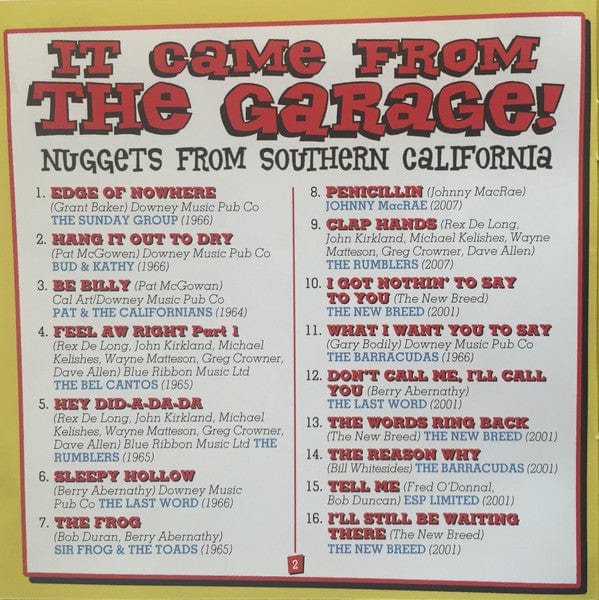 IT CAME FROM
THE GARAGE!
NUGGETS FROM SOUTHERN CALIFORNIA
1. EDGE OF NOWHERE
(Grant Baker) Downey Music Pub Co
THE SUNDAY GROUP (1966)
2. HANG IT OUT TO DRY
(Pat McGowen) Downey Music Pub Co
BUD & KATHY (1966)
3. BE BILLY (Pat McGowan)
Cal Art/Downey Music Pub Co
PAT & THE CALIFORNIANS (1964)
4. FEEL AW RIGHT Part 1
(Rex De Long, John Kirkland, Michael
Kelishes, Wayne Matteson, Greg Crowner,
Dave Allen) Blue Ribbon Music Ltd
THE BEL CANTOS (1965)
5. HEY DID-A-DA-DA
(Rex De Long, John Kirkland, Michael
Kelishes, Wayne Matteson, Greg Crowner,
Dave Allen) Blue Ribbon Music Ltd THE
RUMBLERS (1965)
6. SLEEPY HOLLOW
(Berry Abernathy) Downey Music
Pub Co THE LAST WORD (1966)
7. THE FROG
(Bob Duran, Berry Abernathy)
SIR FROG & THE TOADS (1965)
8. PENICILLIN (Johnny MacRae)
JOHNNY MacRAE (2007)
9. CLAP HANDS (Rex De Long,
John Kirkland, Michael Kelishes, Wayne
Matteson, Greg Crowner, Dave Allen)
THE RUMBLERS (2007)
10. I GOT NOTHIN' TO SAY
TO YOU (The New Breed)
THE NEW BREED (2001)
11. WHAT I WANT YOU TO SAY
(Gary Bodily) Downey Music Pub Co
THE BARRACUDAS (1966)
12. DON'T CALL ME, I'LL CALL
YOU (Berry Abernathy)
THE LAST WORD (2001)
13. THE WORDS RING BACK
(The New Breed) THE NEW BREED (2001)
14. THE REASON WHY
(Bill Whitesides) THE BARRACUDAS (2001)
15. TELL ME (Fred O'Donnal,
Bob Duncan) ESP LIMITED (2001)
16. I'LL STILL BE WAITING
THERE (The New Breed)
THE NEW BREED (2001)
2